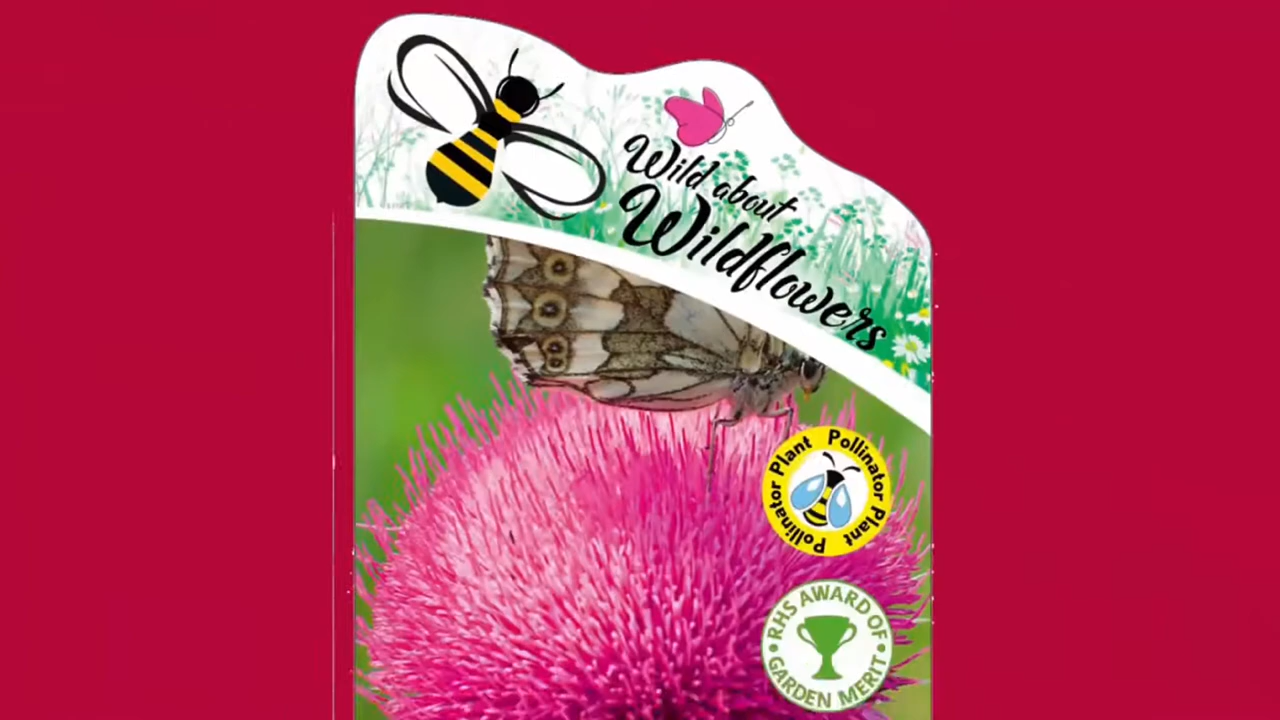 Wild about
Wildflowers
Pollinator Plant Pollinator Plant
RHS AWARD OF
GARDEN MERIT